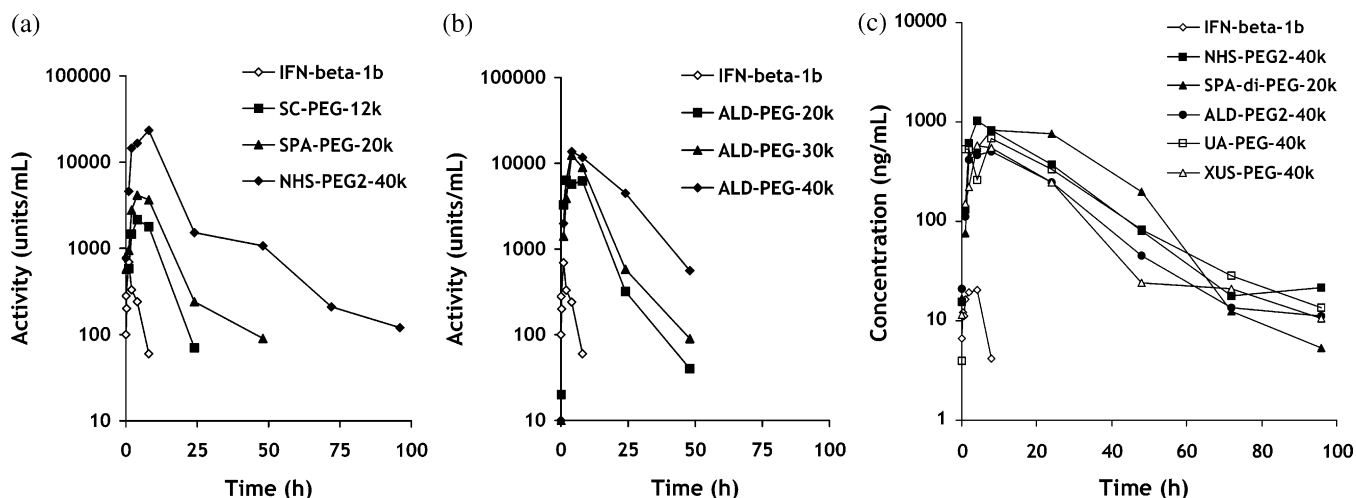 (a)
Activity (units/mL)
100000
10000
1000
100
10
0
25
50
75
100
Time (h)
IFN-beta-1b
SC-PEG-12k
SPA-PEG-20k
NHS-PEG2-40k
(b)
Activity (units/mL)
100000
10000
1000
100
10
0
25
50
75
100
Time (h)
IFN-beta-1b
ALD-PEG-20k
ALD-PEG-30k
ALD-PEG-40k
(c)
Concentration (ng/mL)
10000
1000
100
10
1
0
20
40
60
80
100
Time (h)
IFN-beta-1b
NHS-PEG2-40k
SPA-di-PEG-20k
ALD-PEG2-40k
UA-PEG-40k
XUS-PEG-40k